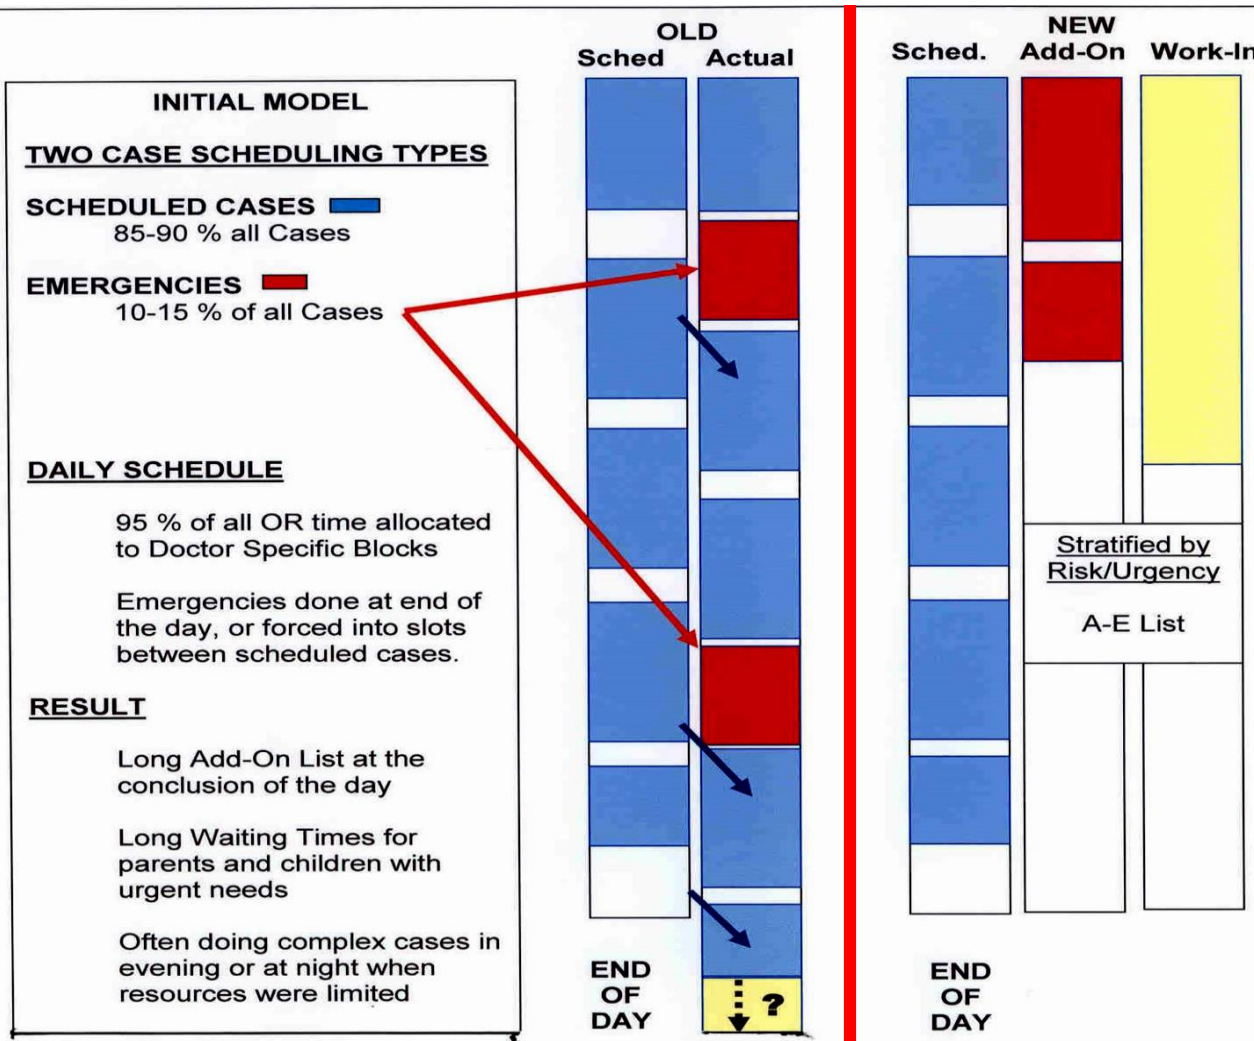 INITIAL MODEL
TWO CASE SCHEDULING TYPES
SCHEDULED CASES
85-90 % all Cases
EMERGENCIES
10-15 % of all Cases
DAILY SCHEDULE
95 % of all OR time allocated
to Doctor Specific Blocks
Emergencies done at end of
the day, or forced into slots
between scheduled cases.
RESULT
Long Add-On List at the
conclusion of the day
Long Waiting Times for
parents and children with
urgent needs
Often doing complex cases in
evening or at night when
resources were limited
OLD
Sched Actual
END
OF
DAY
?
NEW
Sched. Add-On Work-In
Stratified by
Risk/Urgency
A-E List
END
OF
DAY